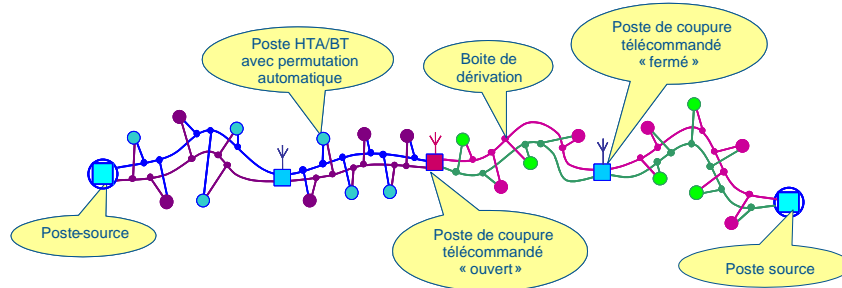 Poste HTA/BT
avec permutation
automatique
Boite de
dérivation
Poste de coupure
télécommandé
« fermé »
Poste-source
Poste de coupure
télécommandé
« ouvert »
Poste source